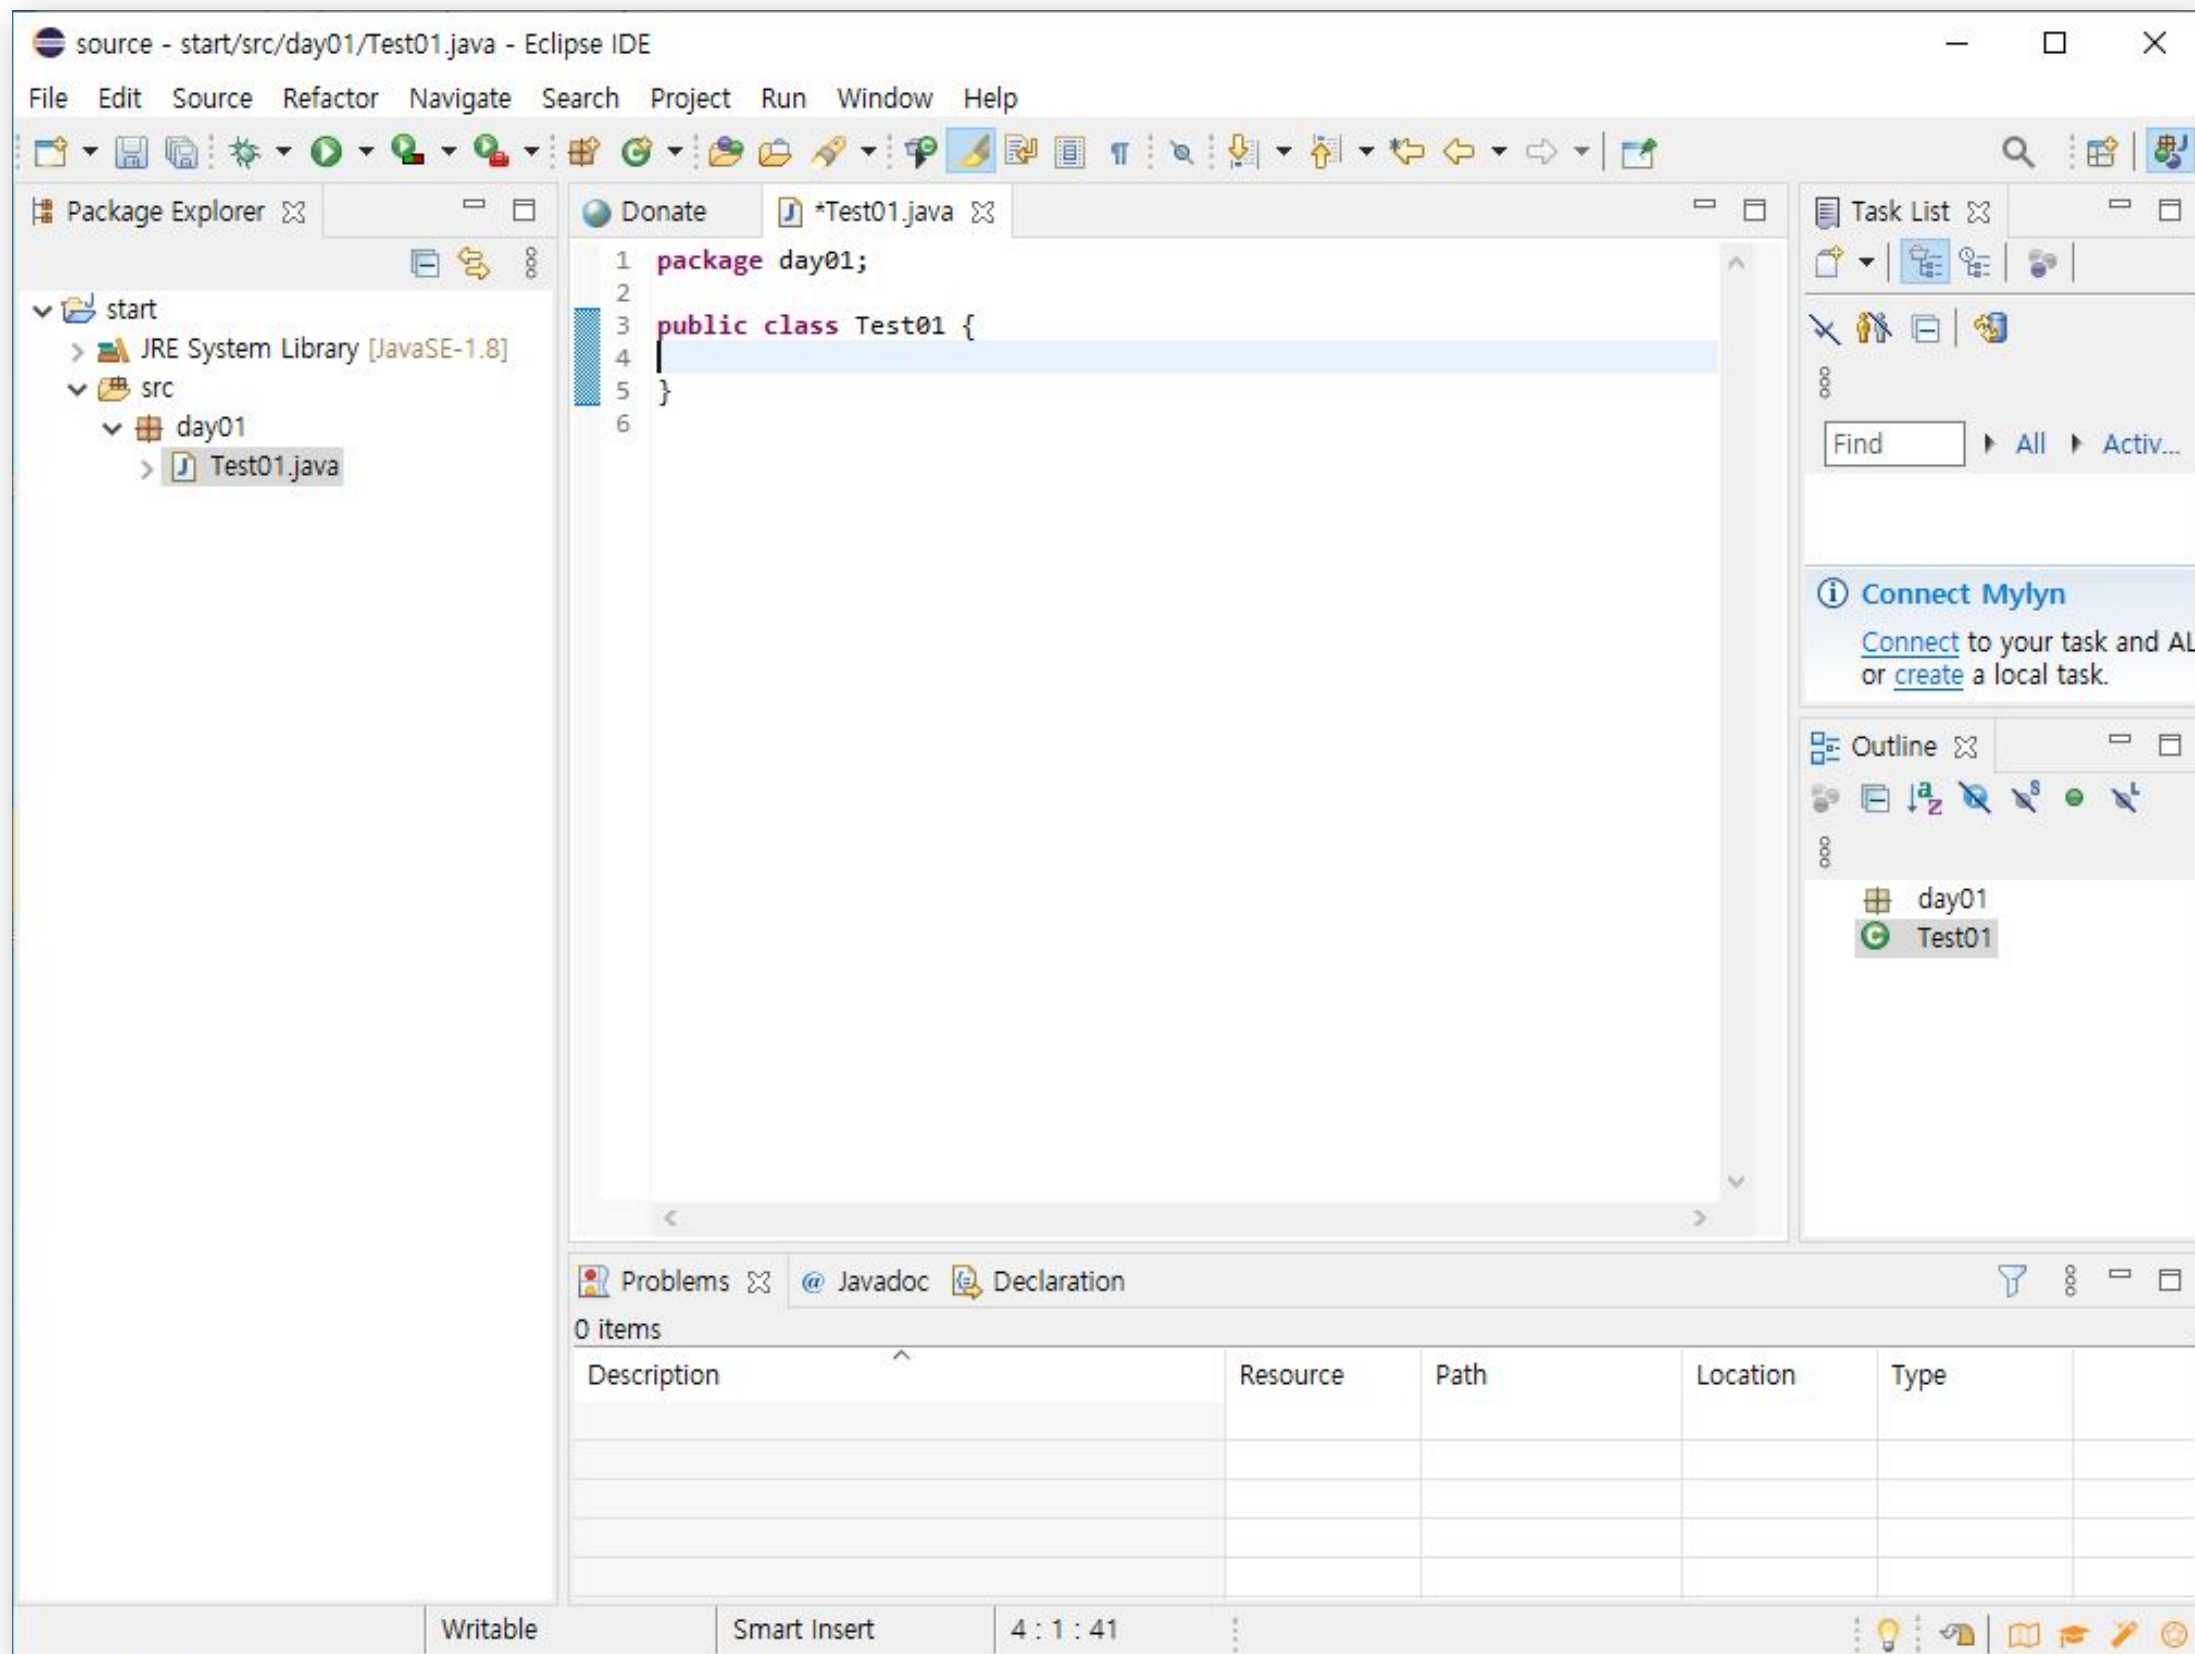 source - start/src/day01/Test01.java - Eclipse IDE
File Edit Source Refactor Navigate Search Project Run Window Help
Package Explorer
start
JRE System Library [JavaSE-1.8]
src
day01
Test01.java
Donate *Test01.java
1 package day01;
2
3 public class Test01 {
4
5 }
6
Task List
Find All Activ...
Connect Mylyn
Connect to your task and AL
or create a local task.
Outline
day01
Test01
Problems @ Javadoc Declaration
0 items
Description Resource Path Location Type
Writable Smart Insert 4 : 1 : 41